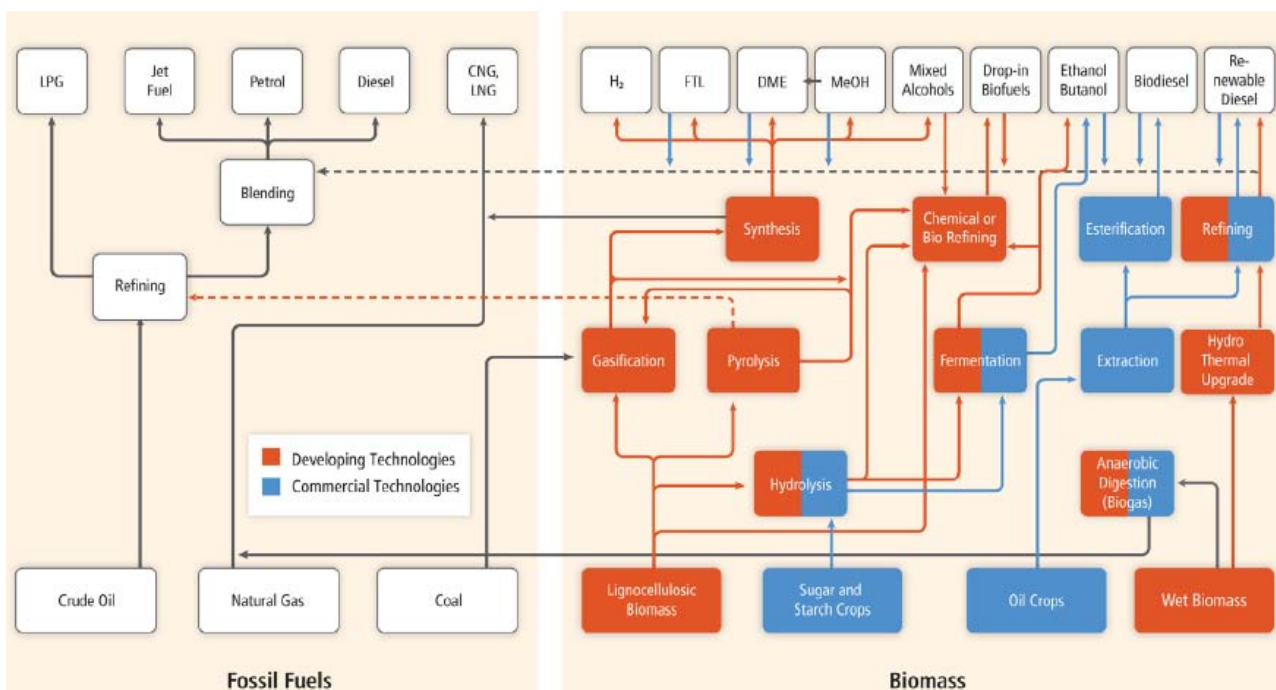 LPG
Jet
Fuel
Petrol
Diesel
CNG,
LNG
Blending
Refining
Developing Technologies
Commercial Technologies
Crude Oil
Natural Gas
Coal
Fossil Fuels
H₂
FTL
DME
MeOH
Mixed
Alcohols
Drop-in
Biofuels
Ethanol
Butanol
Biodiesel
Re-
newable
Diesel
Synthesis
Chemical or
Bio Refining
Esterification
Refining
Gasification
Pyrolysis
Fermentation
Extraction
Hydro
Thermal
Upgrade
Hydrolysis
Anaerobic
Digestion
(Biogas)
Lignocellulosic
Biomass
Sugar and
Starch Crops
Oil Crops
Wet Biomass
Biomass